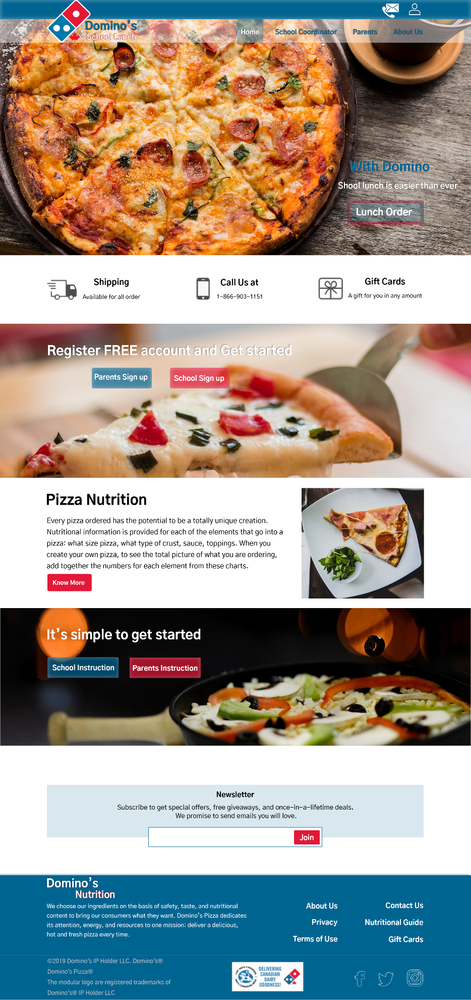 Domino's
School Lunch
Home School Coordinator Parents About Us
With Domino
Shool lunch is easier than ever
Lunch Order
Shipping
Available for all order
Call Us at
1-866-903-1151
Gift Cards
A gift for you in any amount
Register FREE account and Get started
Parents Sign up School Sign up
Pizza Nutrition
Every pizza ordered has the potential to be a totally unique creation.
Nutritional information is provided for each of the elements that go into a
pizza: what size pizza, what type of crust, sauce, toppings. When you
create your own pizza, to see the total picture of what you are ordering,
add together the numbers for each element from these charts.
Know More
It's simple to get started
School Instruction Parents Instruction
Newsletter
Subscribe to get special offers, free giveaways, and once-in-a-lifetime deals.
We promise to send emails you will love.
Join
Domino's
Nutrition
We choose our ingredients on the basis of safety, taste, and nutritional
content to bring our consumers what they want. Domino's Pizza dedicates
its attention, energy, and resources to one mission: deliver a delicious,
hot and fresh pizza every time.
About Us
Privacy
Terms of Use
Contact Us
Nutritional Guide
Gift Cards
©2019 Domino's IP Holder LLC. Domino's®
Domino's Pizza®
The modular logo are registered trademarks of
Domino's® IP Holder LLC
LAIT 100% CANADIEN
100% CANADIAN MILK
DELIVERING
CANADIAN
DAIRY
GOODNESS!